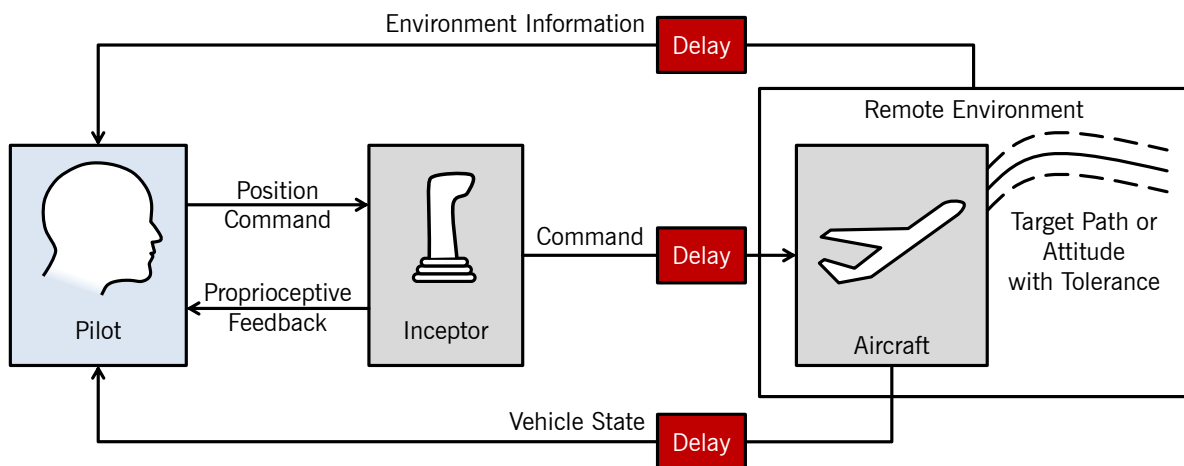 Environment Information
Delay
Remote Environment
Position
Command
Command
Delay
Target Path or
Attitude
with Tolerance
Proprioceptive
Feedback
Pilot
Inceptor
Aircraft
Vehicle State
Delay